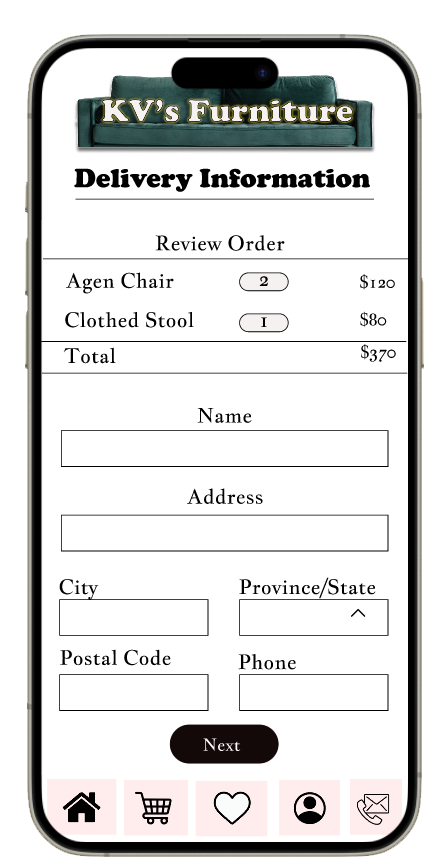 KV's Furniture
Delivery Information
Review Order
Agen Chair 2 $120
Clothed Stool 1 $80
Total $370
Name
Address
City Province/State
Postal Code Phone
Next